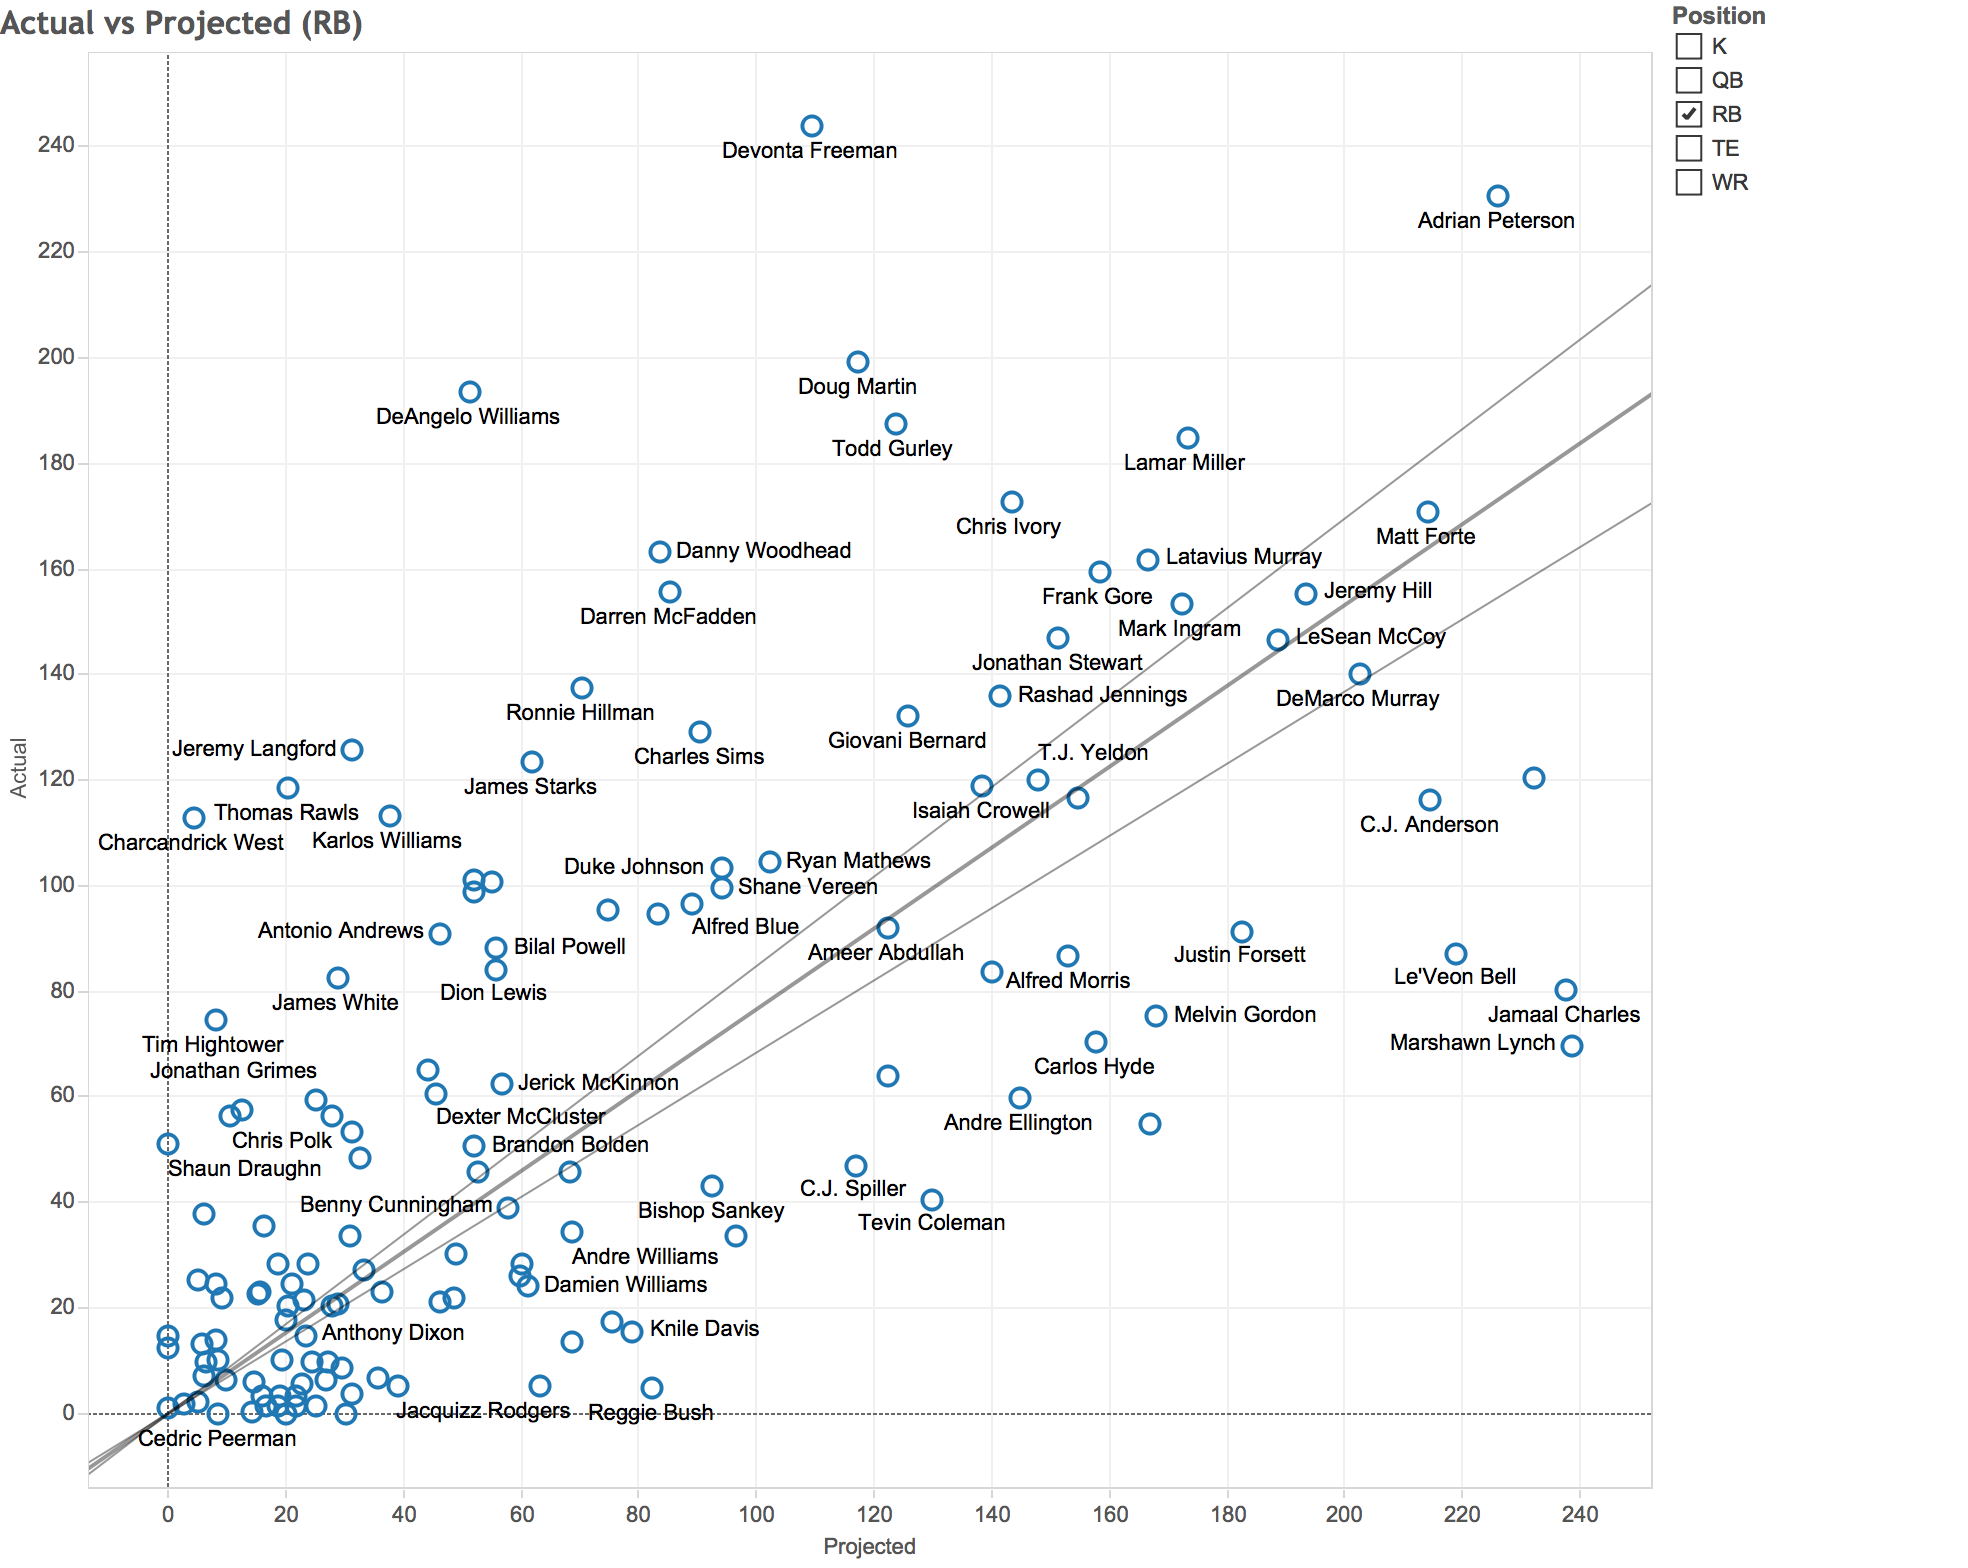 Actual vs Projected (RB)
Position
K
QB
RB
TE
WR
240
220
200
180
160
140
120
100
80
60
40
20
0
Actual
Devonta Freeman
Adrian Peterson
Doug Martin
DeAngelo Williams
Todd Gurley
Lamar Miller
Chris Ivory
Matt Forte
Danny Woodhead
Latavius Murray
Jeremy Hill
Frank Gore
Darren McFadden
Mark Ingram
LeSean McCoy
Jonathan Stewart
Rashad Jennings
DeMarco Murray
Ronnie Hillman
Giovani Bernard
Jeremy Langford
Charles Sims
T.J. Yeldon
James Starks
Thomas Rawls
Isaiah Crowell
C.J. Anderson
Charcandrick West
Karlos Williams
Duke Johnson
Ryan Mathews
Shane Vereen
Antonio Andrews
Alfred Blue
Bilal Powell
Ameer Abdullah
Justin Forsett
Le'Veon Bell
Alfred Morris
James White
Dion Lewis
Melvin Gordon
Jamaal Charles
Tim Hightower
Marshawn Lynch
Jonathan Grimes
Carlos Hyde
Jerick McKinnon
Dexter McCluster
Andre Ellington
Chris Polk
Brandon Bolden
Shaun Draughn
C.J. Spiller
Benny Cunningham
Bishop Sankey
Tevin Coleman
Andre Williams
Damien Williams
Anthony Dixon
Knile Davis
Jacquizz Rodgers
Reggie Bush
Cedric Peerman
0
20
40
60
80
100
120
140
160
180
200
220
240
Projected